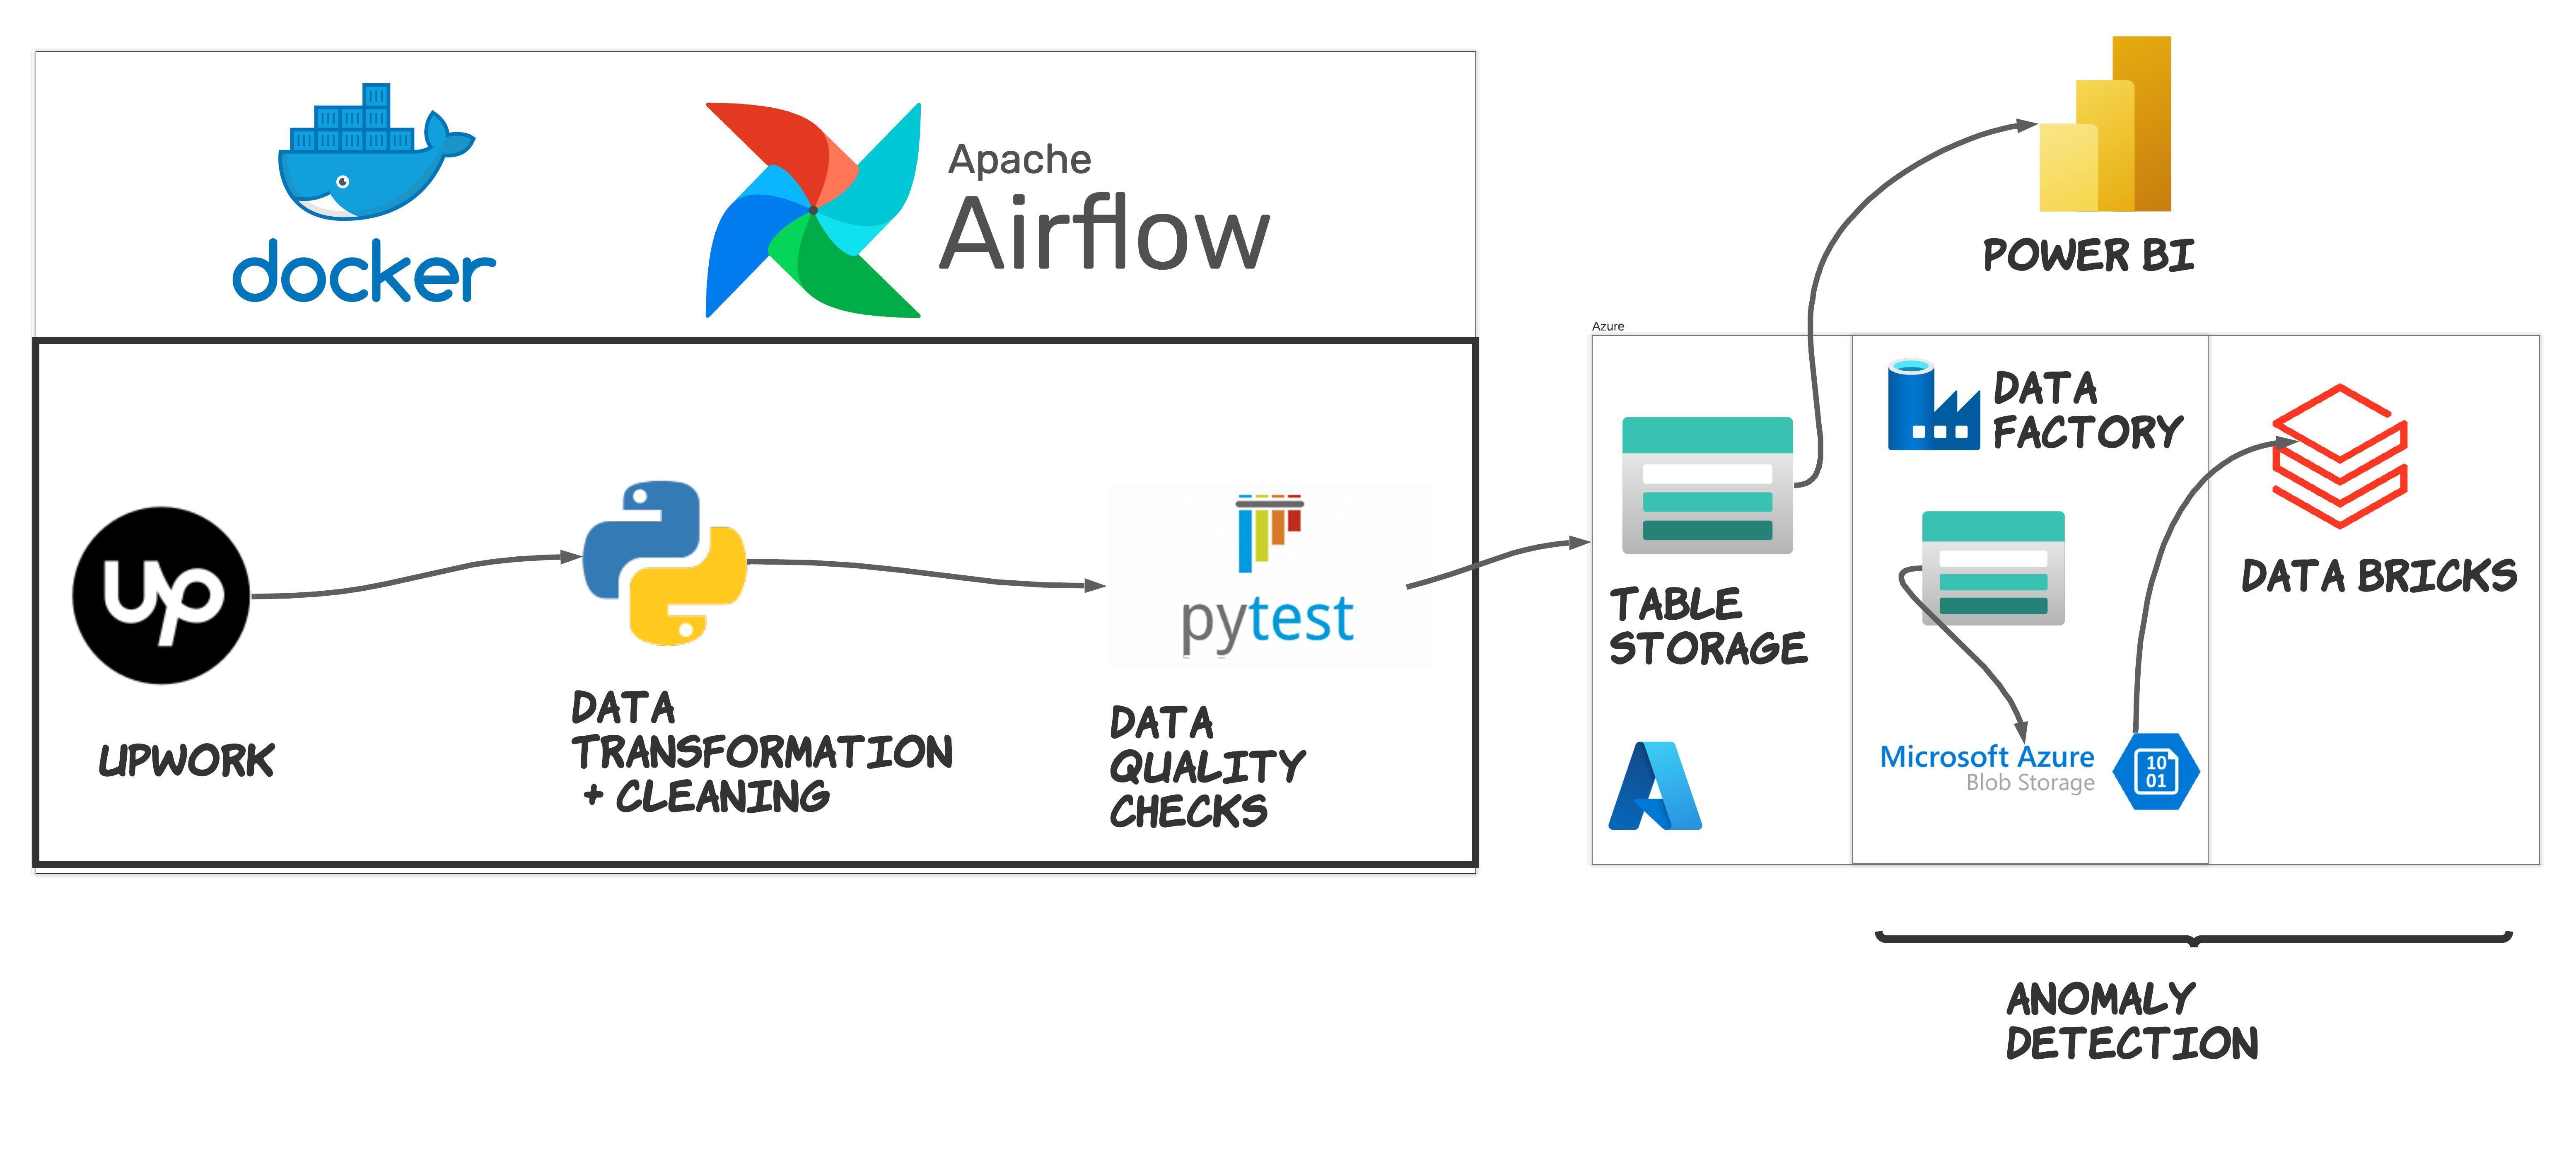 docker
Apache
Airflow
up
UPWORK
DATA
TRANSFORMATION
+ CLEANING
pytest
DATA
QUALITY
CHECKS
POWER BI
Azure
TABLE
STORAGE
DATA
FACTORY
Microsoft Azure
Blob Storage
10
01
DATA BRICKS
ANOMALY
DETECTION